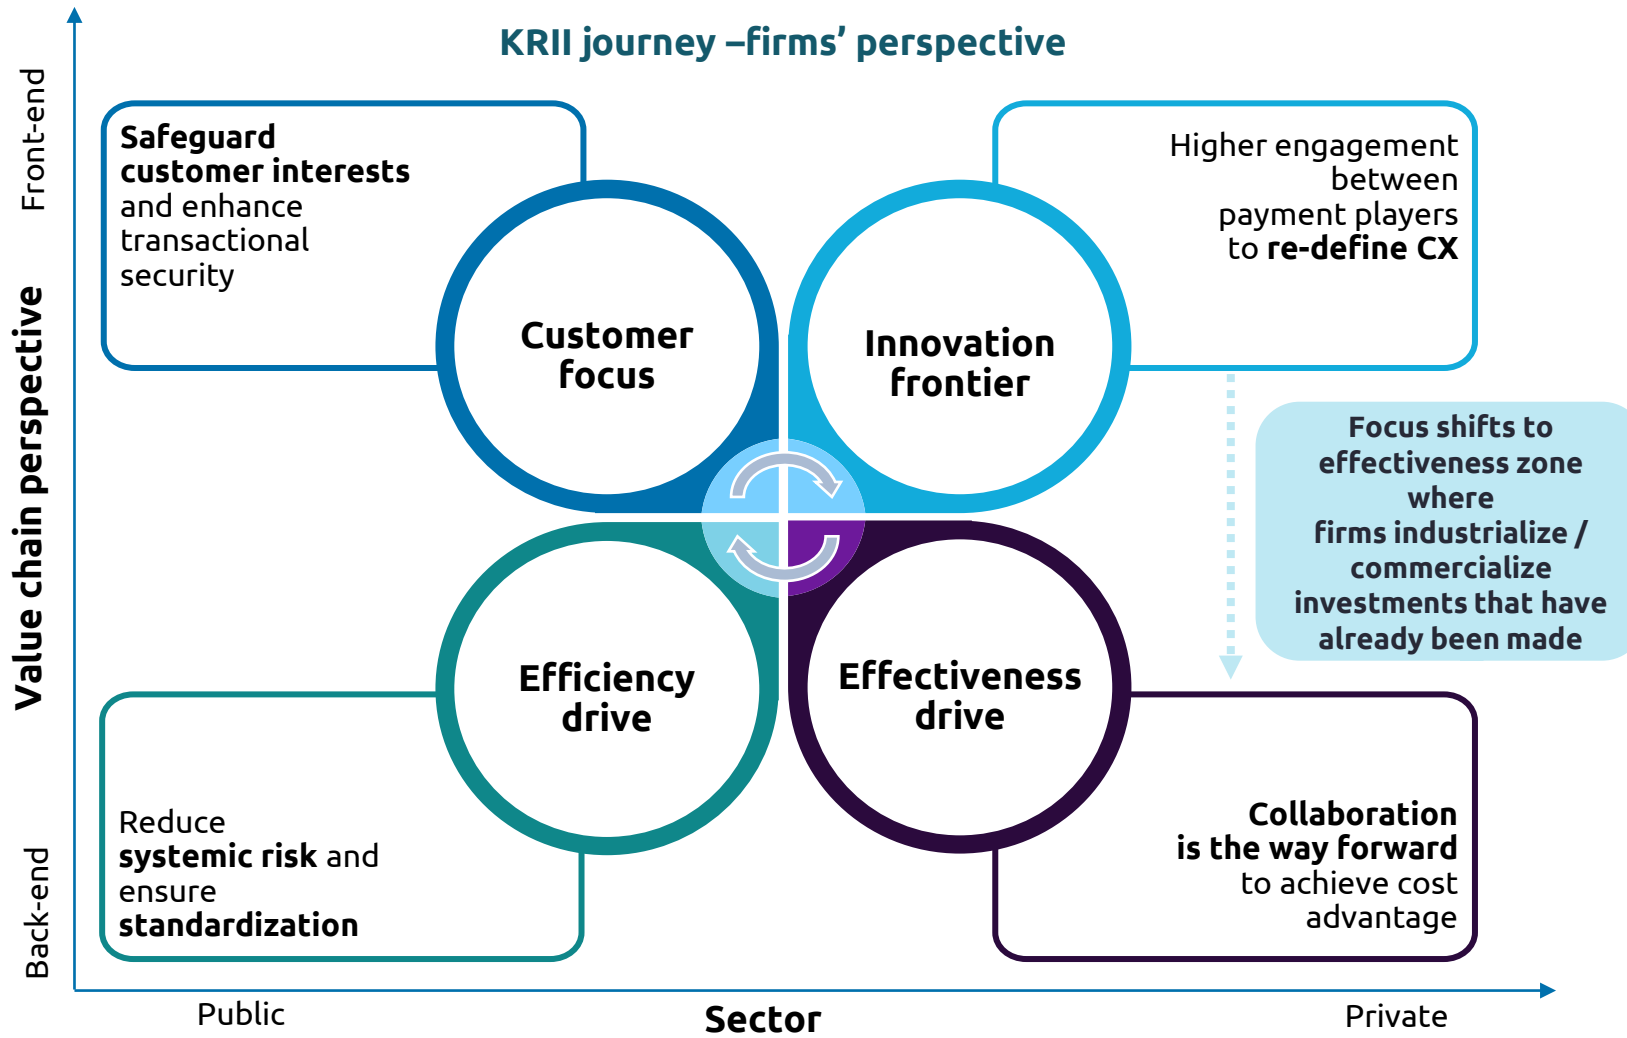 KRII journey –firms’ perspective
Front-end
Value chain perspective
Back-end
Safeguard
customer interests
and enhance
transactional
security
Customer
focus
Higher engagement
between
payment players
to re-define CX
Innovation
frontier
Focus shifts to
effectiveness zone
where
firms industrialize /
commercialize
investments that have
already been made
Efficiency
drive
Reduce
systemic risk and
ensure
standardization
Effectiveness
drive
Collaboration
is the way forward
to achieve cost
advantage
Public
Sector
Private